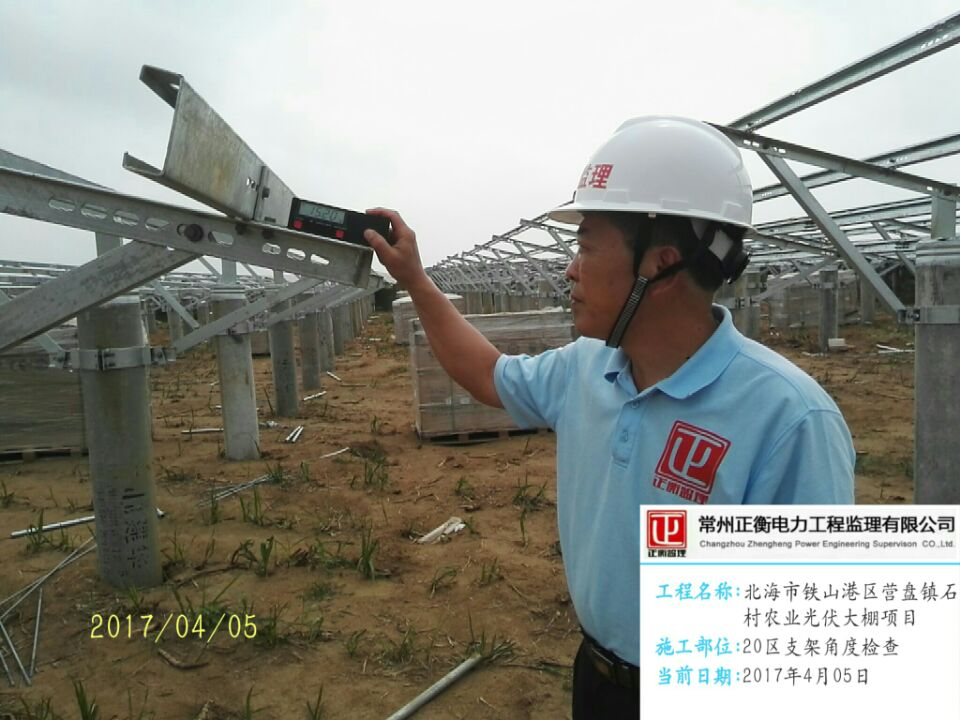 监理
正衡监理
2017/04/05
正衡监理
常州正衡电力工程监理有限公司
Changzhou Zhengheng Power Engineering Supervison CO.,Ltd.
工程名称:北海市铁山港区营盘镇石
村农业光伏大棚项目
施工部位:20区支架角度检查
当前日期:2017年4月05日